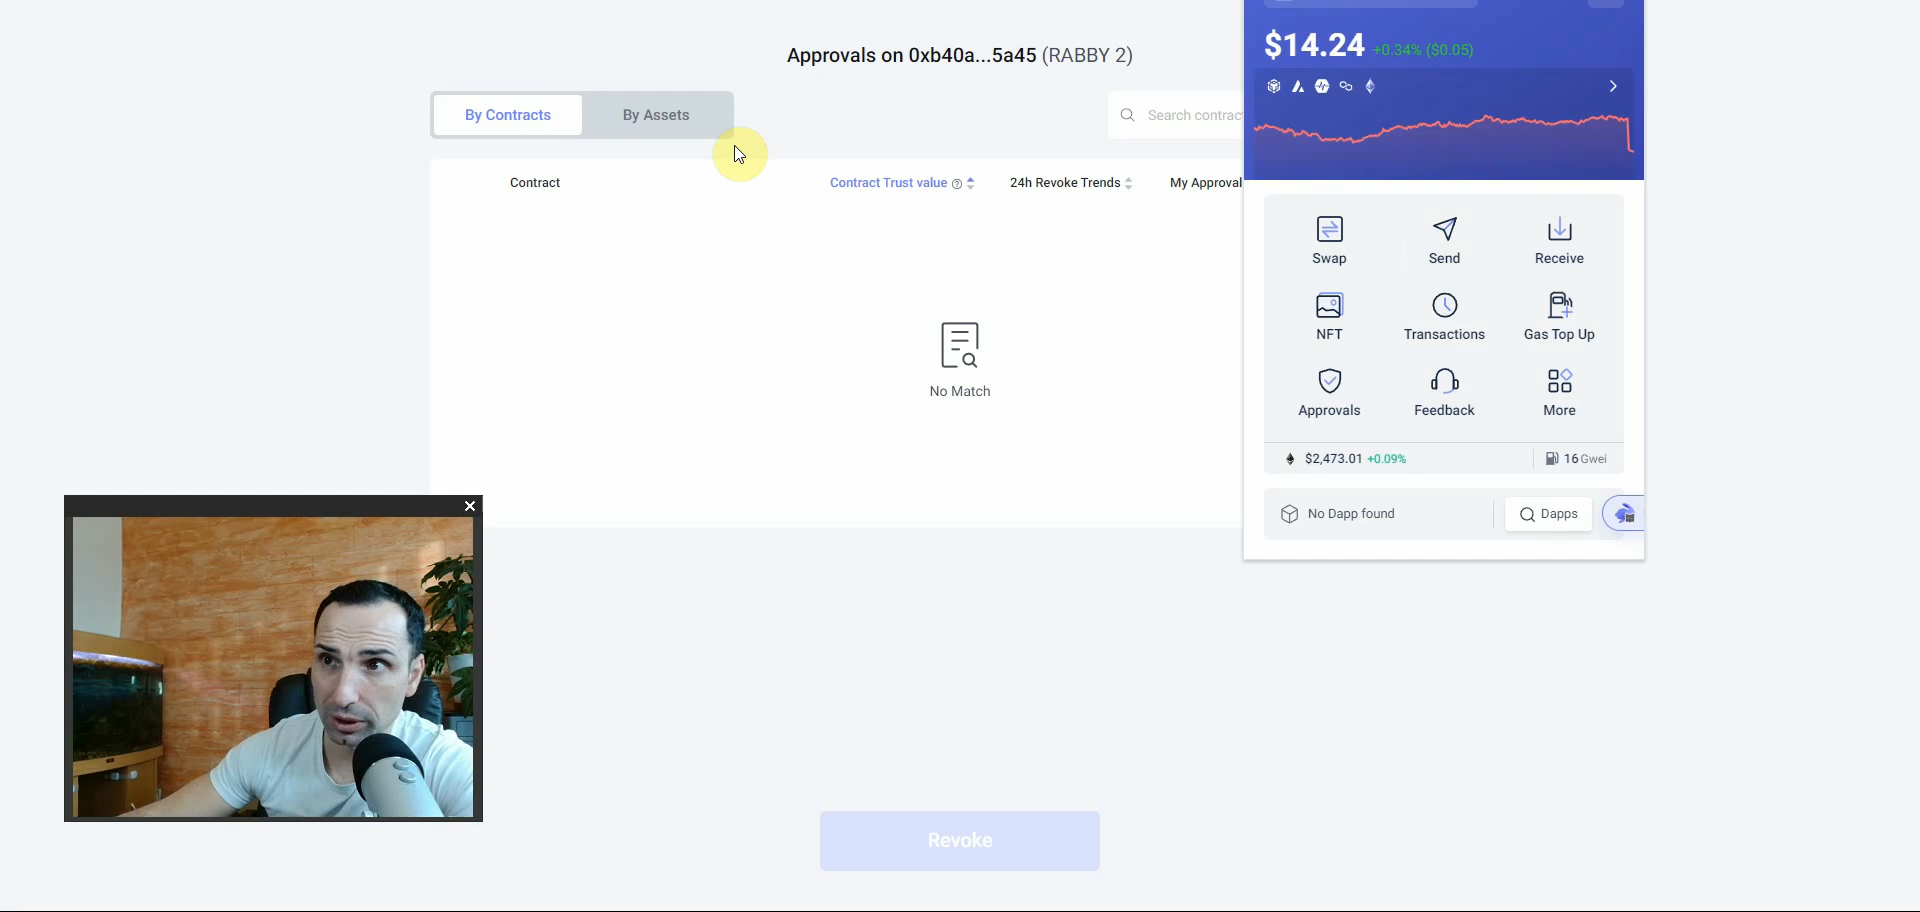 Approvals on 0xb40a...5a45 (RABBY 2)
By Contracts
By Assets
Search contrac
Contract
Contract Trust value
24h Revoke Trends
My Approval
No Match
Revoke
$14.24 +0.34% ($0.05)
Swap
Send
Receive
NFT
Transactions
Gas Top Up
Approvals
Feedback
More
$2,473.01 +0.09%
16 Gwei
No Dapp found
Dapps